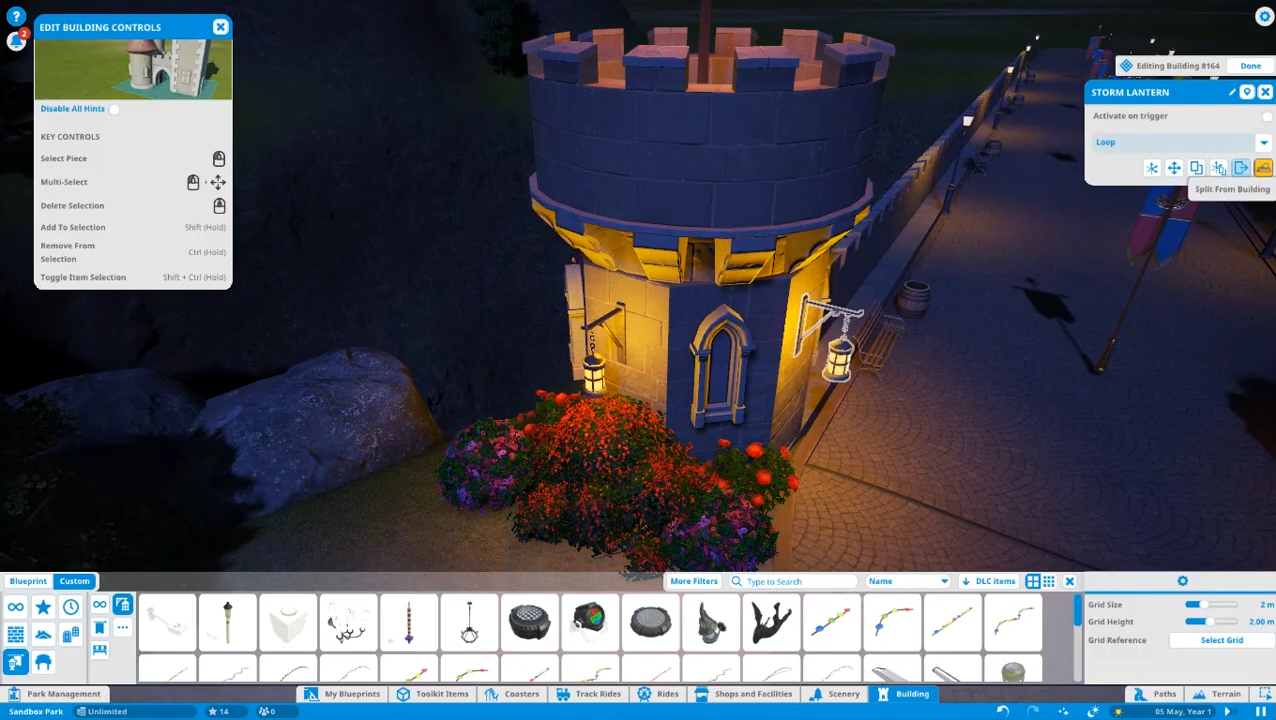 ?
2
EDIT BUILDING CONTROLS
Disable All Hints
KEY CONTROLS
Select Piece
Multi-Select
+
Delete Selection
Add To Selection Shift (Hold)
Remove From
Selection Ctrl (Hold)
Toggle Item Selection Shift + Ctrl (Hold)
Editing Building 8164 Done
STORM LANTERN
Activate on trigger
Loop
Split From Building
Blueprint Custom More Filters Type to Search Name DLC items
Grid Size 2 m
Grid Height 2.00 m
Grid Reference Select Grid
Park Management My Blueprints Toolkit Items Coasters Track Rides Rides Shops and Facilities Scenery Building Paths Terrain
Sandbox Park Unlimited 14 0 05 May, Year 1